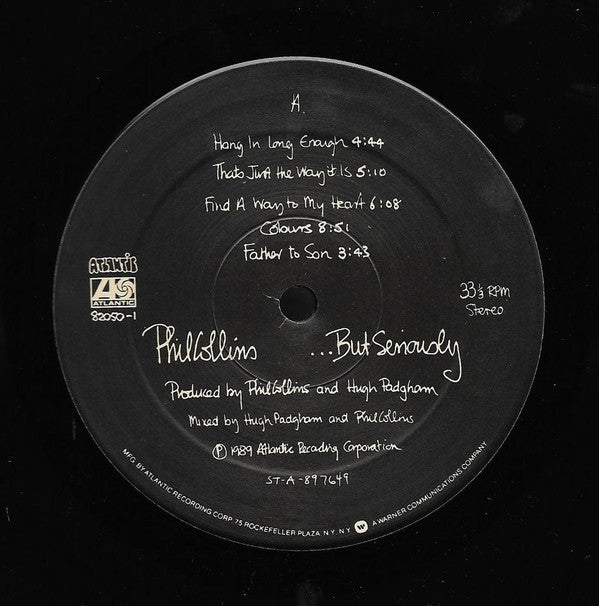 A.
Hang In Long Enough 4:44
Thats Just the Way it Is 5:10
Find A Way to My Heart 6:08
Colours 8:51
Father to Son 3:43
ATLANTIC
ATLANTIC
82050-1
33⅓ RPM
Stereo
Phil Collins ...But Seriously
Produced by Phil Collins and Hugh Padgham
Mixed by Hugh Padgham and Phil Collins
Ⓟ 1989 Atlantic Recording Corporation
ST-A-897649
MFG. BY ATLANTIC RECORDING CORP. 75 ROCKEFELLER PLAZA. N.Y. N.Y. W A WARNER COMMUNICATIONS COMPANY